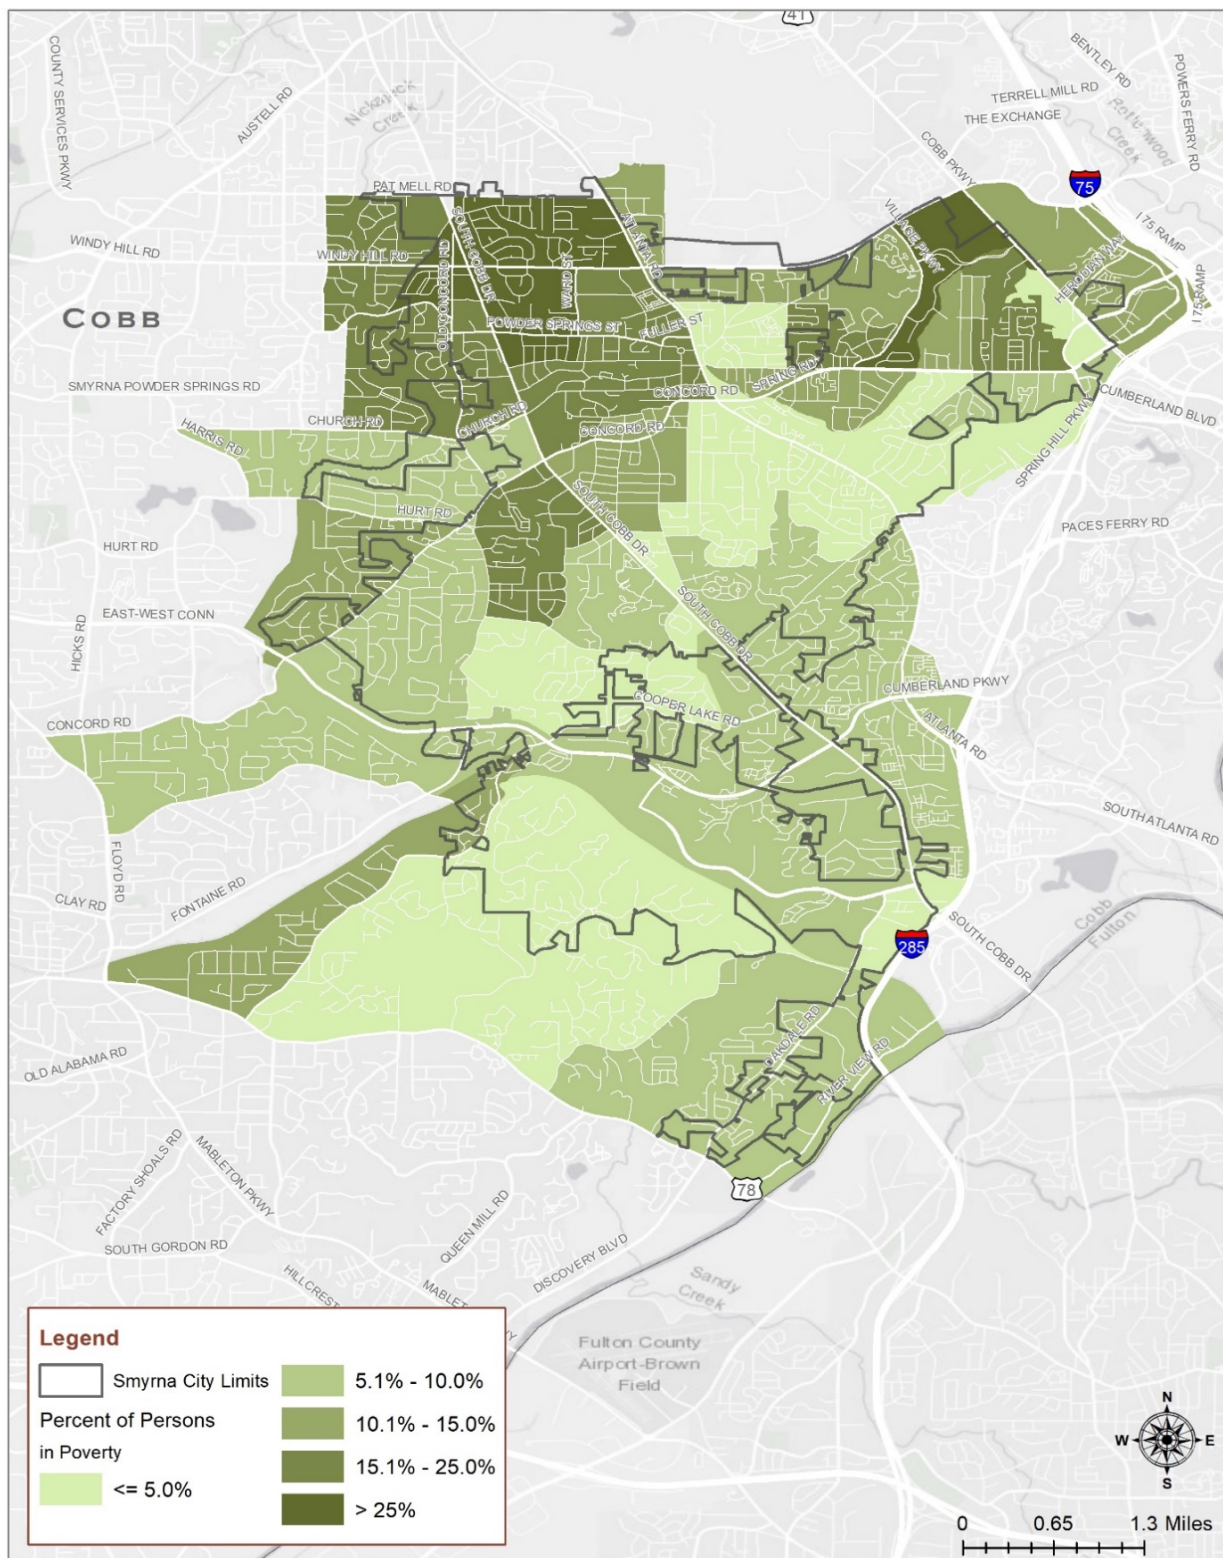 41
BENTLEY RD
POWERS FERRY RD
COUNTY SERVICES PKWY
AUSTELL RD
TERRELL MILL RD
THE EXCHANGE
Nickajack
Creek
Rottenwood
Creek
COBB PKWY
PAT MELL RD
75
SOUTH COBB DR
ATLANTA RD
VILLAGE PKWY
I 75 RAMP
WINDY HILL RD
WINDY HILL RD
OLD CONCORD RD
WARD ST
HERODIAN WAY
I 75 RAMP
COBB
POWDER SPRINGS ST
FULLER ST
SMYRNA POWDER SPRINGS RD
CONCORD RD
SPRING RD
CUMBERLAND BLVD
HARRIS RD
CHURCH RD
CHURCH RD
CONCORD RD
SPRING HILL PKWY
HURT RD
SOUTH COBB DR
PACES FERRY RD
HURT RD
EAST-WEST CONN
SOUTH COBB DR
HICKS RD
CUMBERLAND PKWY
COOPER LAKE RD
CONCORD RD
ATLANTA RD
SOUTH ATLANTA RD
FLOYD RD
FONTAINE RD
CLAY RD
SOUTH COBB DR
Cobb
Fulton
285
OAKDALE RD
RIVER VIEW RD
OLD ALABAMA RD
FACTORY SHOALS RD
MABLETON PKWY
78
QUEEN MILL RD
SOUTH GORDON RD
DISCOVERY BLVD
HILLCREST
Sandy
Creek
Fulton County
Airport-Brown
Field
Legend
Smyrna City Limits
Percent of Persons
in Poverty
<= 5.0%
5.1% - 10.0%
10.1% - 15.0%
15.1% - 25.0%
> 25%
N
W E
S
0 0.65 1.3 Miles